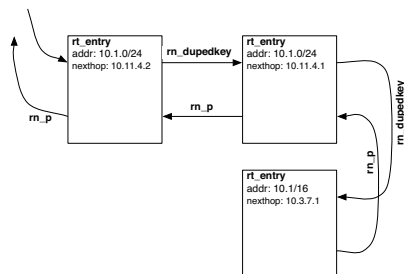 rt_entry
addr: 10.1.0/24
nexthop: 10.11.4.2
rn_dupedkey
rt_entry
addr: 10.1.0/24
nexthop: 10.11.4.1
rn_p
rn_p
rn_dupedkey
rn_p
rt_entry
addr: 10.1/16
nexthop: 10.3.7.1